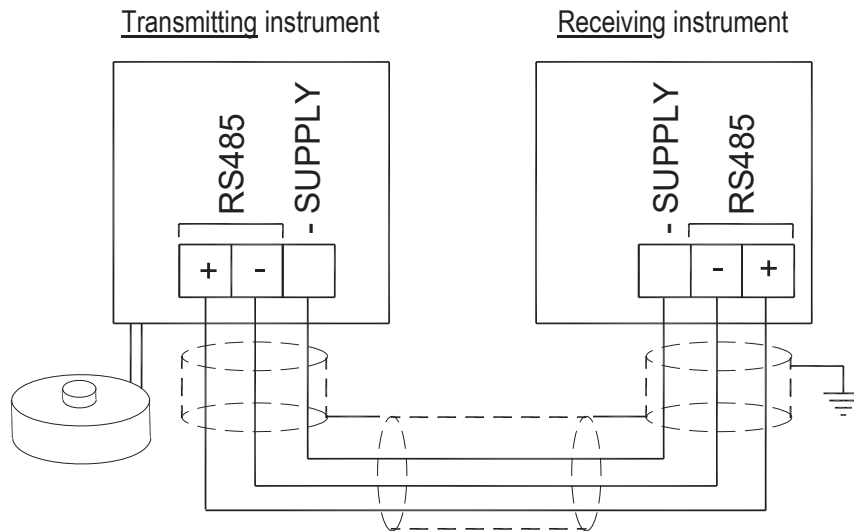 Transmitting instrument
Receiving instrument
RS485
- SUPPLY
+ -
- SUPPLY
RS485
- +